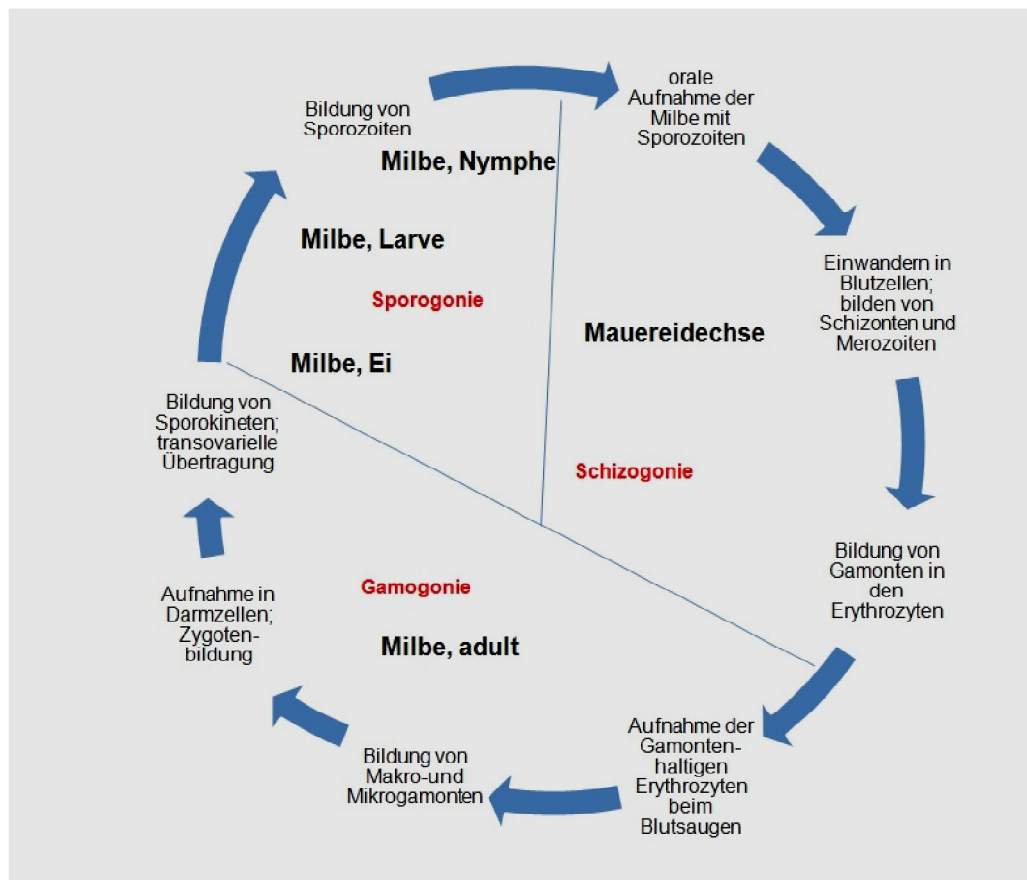 orale
Aufnahme der
Milbe mit
Sporozoiten
Einwandern in
Blutzellen;
bilden von
Schizonten und
Merozoiten
Bildung von
Gamonten in
den
Erythrozyten
Aufnahme der
Gamonten-
haltigen
Erythrozyten
beim
Blutsaugen
Bildung von
Makro-und
Mikrogamonten
Aufnahme in
Darmzellen;
Zygoten-
bildung
Bildung von
Sporokineten;
transovarielle
Übertragung
Bildung von
Sporozoiten
Milbe, Nymphe
Milbe, Larve
Sporogonie
Milbe, Ei
Mauereidechse
Schizogonie
Gamogonie
Milbe, adult